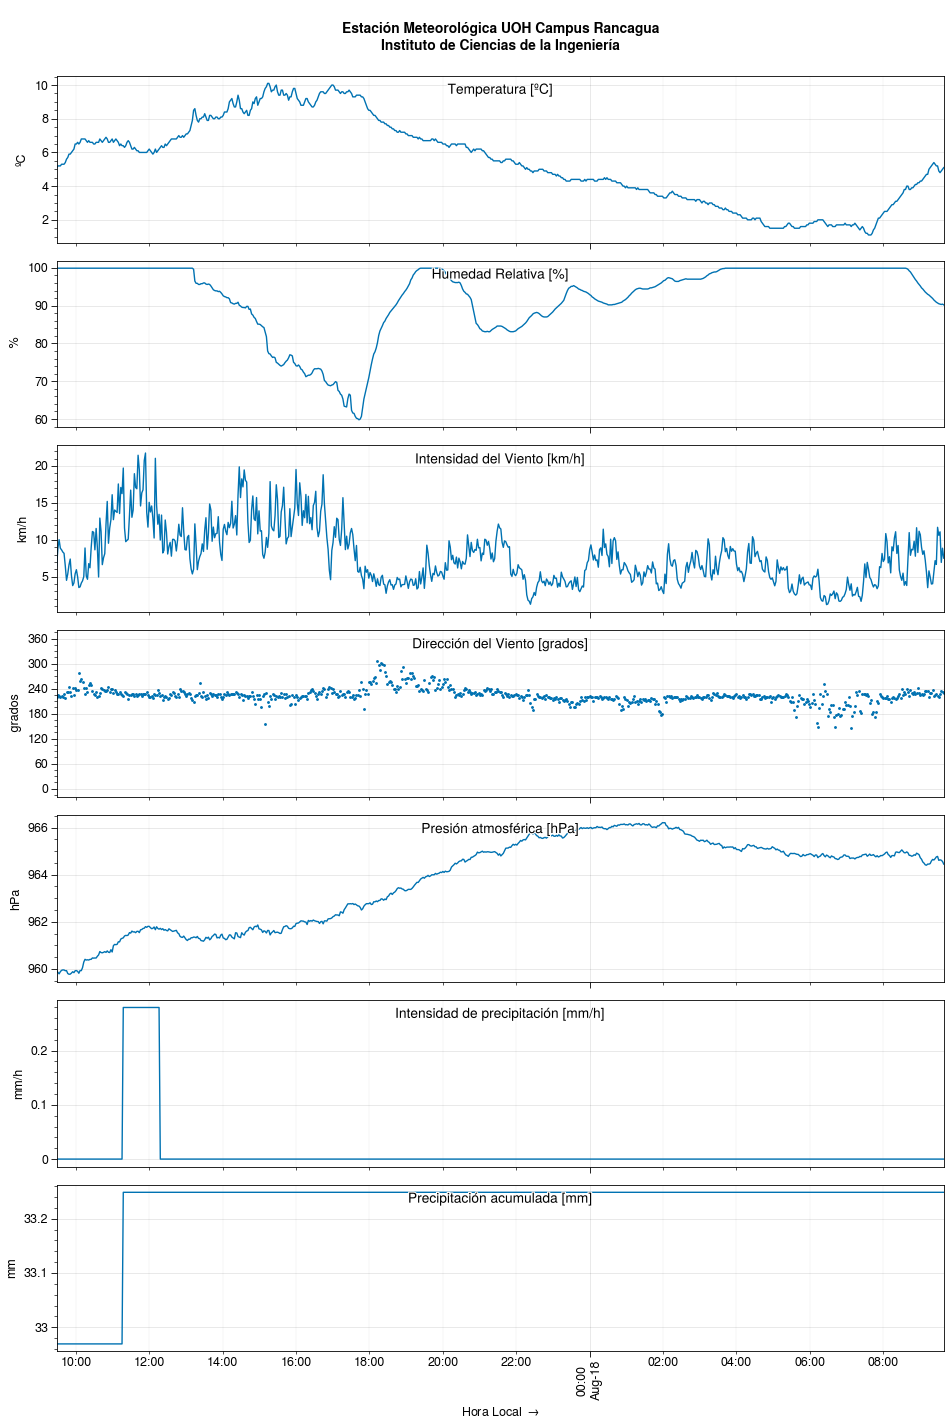 Estación Meteorológica UOH Campus Rancagua
Instituto de Ciencias de la Ingeniería
Temperatura [ºC]
10
8
6
4
2
ºC
Humedad Relativa [%]
100
90
80
70
60
%
Intensidad del Viento [km/h]
20
15
10
5
km/h
Dirección del Viento [grados]
360
300
240
180
120
60
0
grados
Presión atmosférica [hPa]
966
964
962
960
hPa
Intensidad de precipitación [mm/h]
0.2
0.1
0
mm/h
Precipitación acumulada [mm]
33.2
33.1
33
mm
10:00 12:00 14:00 16:00 18:00 20:00 22:00 00:00 02:00 04:00 06:00 08:00
Aug-18
Hora Local →